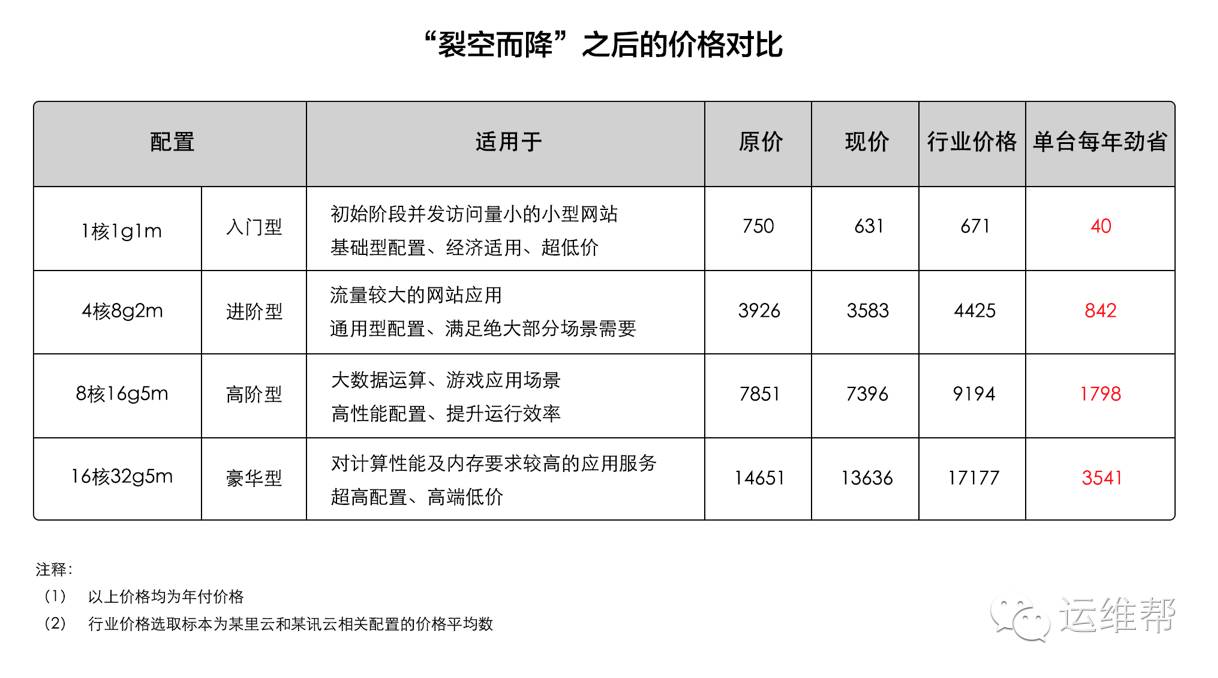 “裂空而降”之后的价格对比
配置 适用于 原价 现价 行业价格 单台每年劲省
1核1g1m 入门型 初始阶段并发访问量小的小型网站 750 631 671 40
基础型配置、经济适用、超低价
4核8g2m 进阶型 流量较大的网站应用 3926 3583 4425 842
通用型配置、满足绝大部分场景需要
8核16g5m 高阶型 大数据运算、游戏应用场景 7851 7396 9194 1798
高性能配置、提升运行效率
16核32g5m 豪华型 对计算性能及内存要求较高的应用服务 14651 13636 17177 3541
超高配置、高端低价
注释：
（1） 以上价格均为年付价格
（2） 行业价格选取标本为某里云和某讯云相关配置的价格平均数
运维帮